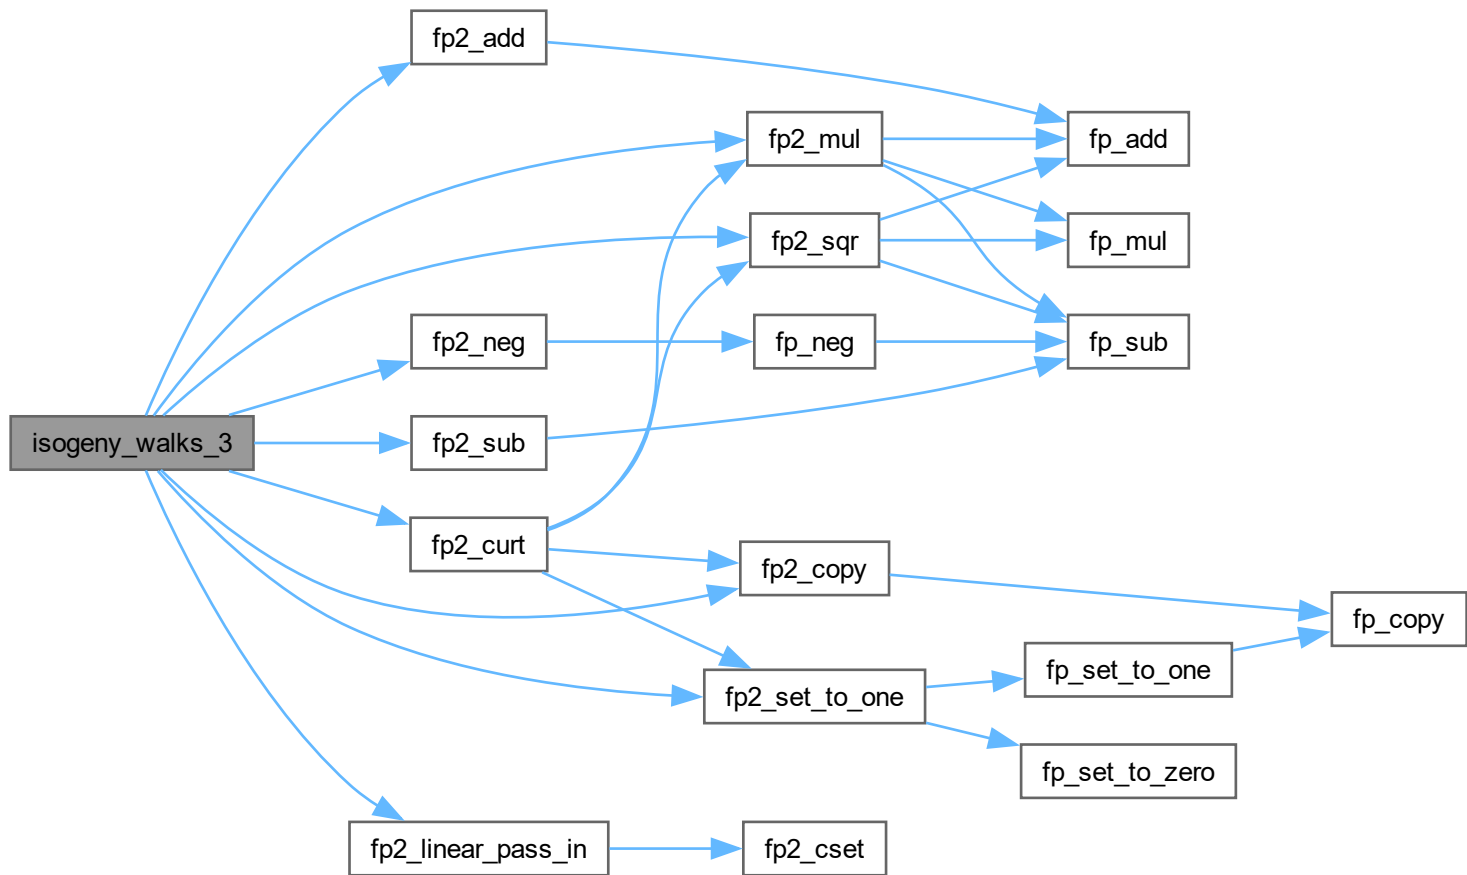 fp2_add
fp2_mul
fp_add
fp2_sqr
fp_mul
fp2_neg
fp_neg
fp_sub
isogeny_walks_3
fp2_sub
fp2_curt
fp2_copy
fp_copy
fp_set_to_one
fp2_set_to_one
fp_set_to_zero
fp2_linear_pass_in
fp2_cset